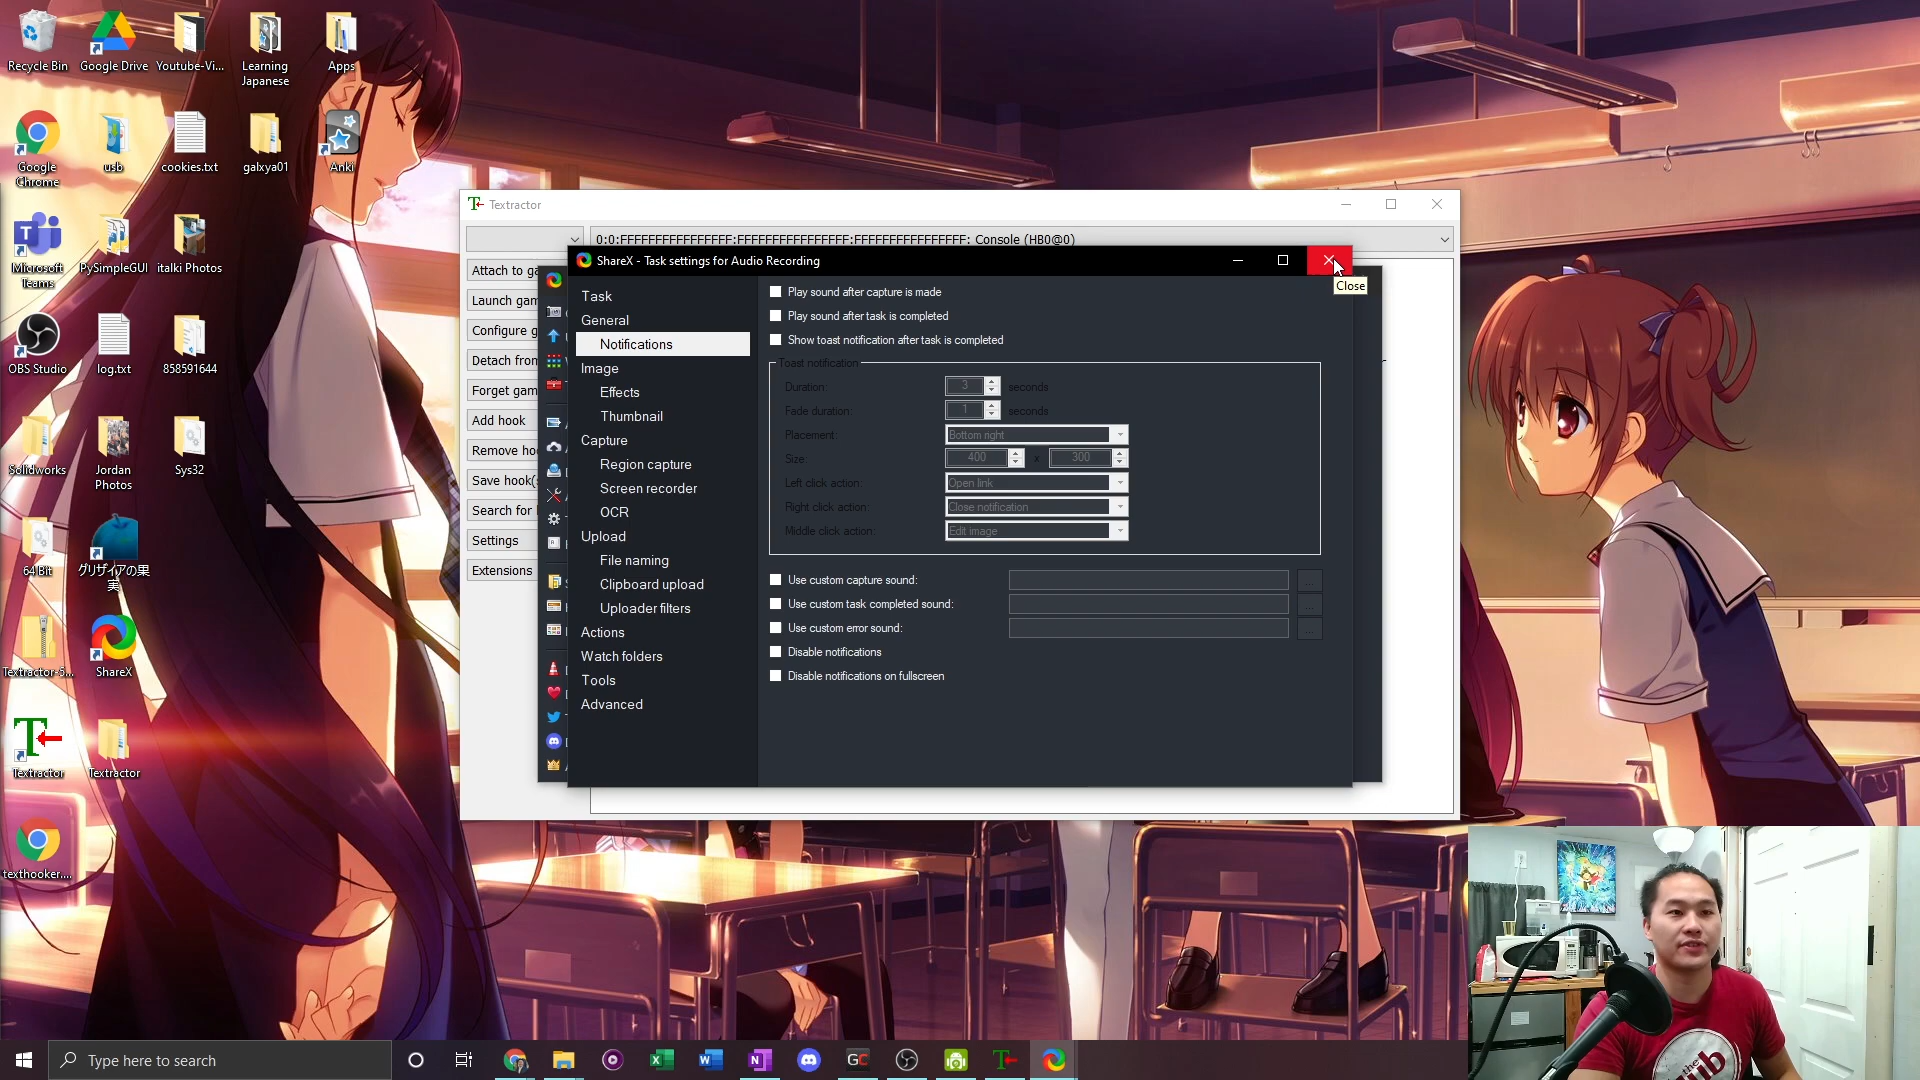 Recycle Bin
Google Drive
Youtube-Vi...
Learning
Japanese
Apps
Google
Chrome
usb
cookies.txt
galxya01
Anki
Microsoft
Teams
PySimpleGUI
italki Photos
OBS Studio
log.txt
858591644
Solidworks
Jordan
Photos
Sys32
64 Bit
グリザイアの果
実
Textractor-5...
ShareX
Textractor
Textractor
texthooker....
Textractor
0:0:FFFFFFFFFFFFFFFF:FFFFFFFFFFFFFFFF:FFFFFFFFFFFFFFFF: Console (HB0@0)
Attach to ga
Launch gam
Configure g
Detach from
Forget gam
Add hook
Remove ho
Save hook(
Search for
Settings
Extensions
ShareX - Task settings for Audio Recording
Close
Task
General
Notifications
Image
Effects
Thumbnail
Capture
Region capture
Screen recorder
OCR
Upload
File naming
Clipboard upload
Uploader filters
Actions
Watch folders
Tools
Advanced
Play sound after capture is made
Play sound after task is completed
Show toast notification after task is completed
Toast notification
Duration: 3 seconds
Fade duration: 1 seconds
Placement: Bottom right
Size: 400 x 300
Left click action: Open link
Right click action: Close notification
Middle click action: Edit image
Use custom capture sound: ...
Use custom task completed sound: ...
Use custom error sound: ...
Disable notifications
Disable notifications on fullscreen
Type here to search
GC